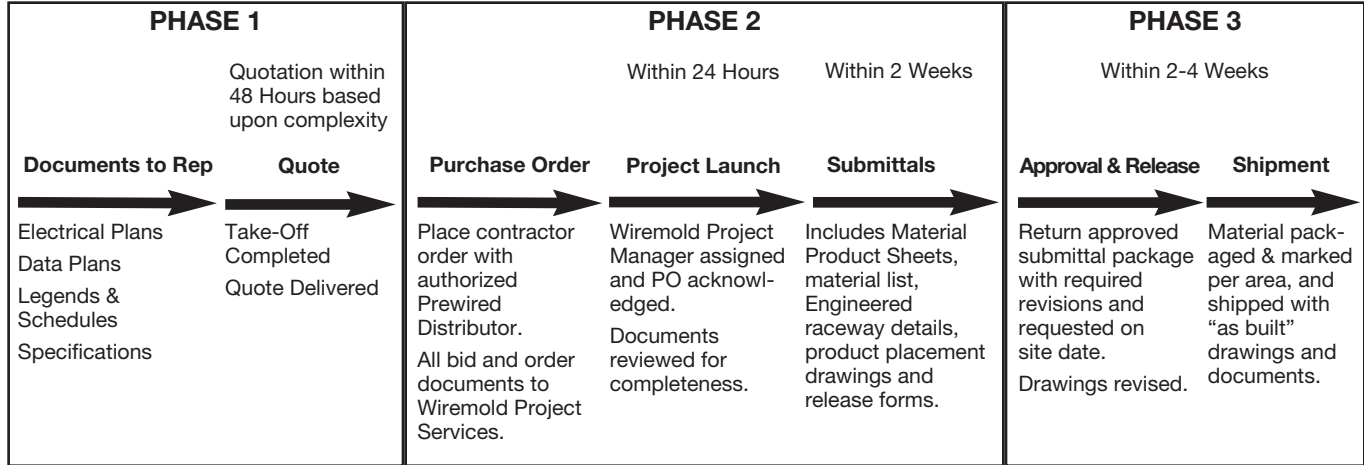 PHASE 1
Quotation within
48 Hours based
upon complexity
Documents to Rep
Electrical Plans
Data Plans
Legends &
Schedules
Specifications
Quote
Take-Off
Completed
Quote Delivered
PHASE 2
Purchase Order
Place contractor
order with
authorized
Prewired
Distributor.
All bid and order
documents to
Wiremold Project
Services.
Within 24 Hours
Project Launch
Wiremold Project
Manager assigned
and PO acknowl-
edged.
Documents
reviewed for
completeness.
Within 2 Weeks
Submittals
Includes Material
Product Sheets,
material list,
Engineered
raceway details,
product placement
drawings and
release forms.
PHASE 3
Within 2-4 Weeks
Approval & Release
Return approved
submittal package
with required
revisions and
requested on
site date.
Drawings revised.
Shipment
Material pack-
aged & marked
per area, and
shipped with
“as built”
drawings and
documents.